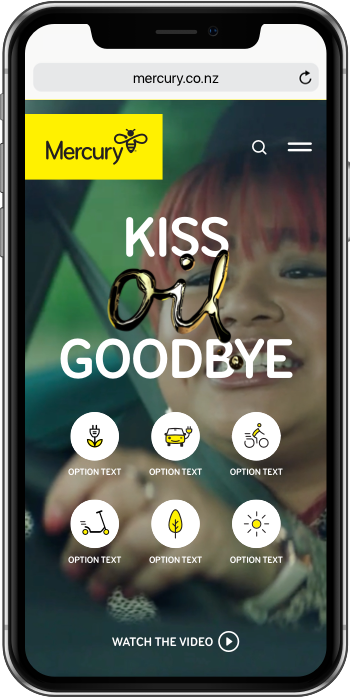 mercury.co.nz
Mercury
KISS
oil
GOODBYE
OPTION TEXT OPTION TEXT OPTION TEXT
OPTION TEXT OPTION TEXT OPTION TEXT
WATCH THE VIDEO